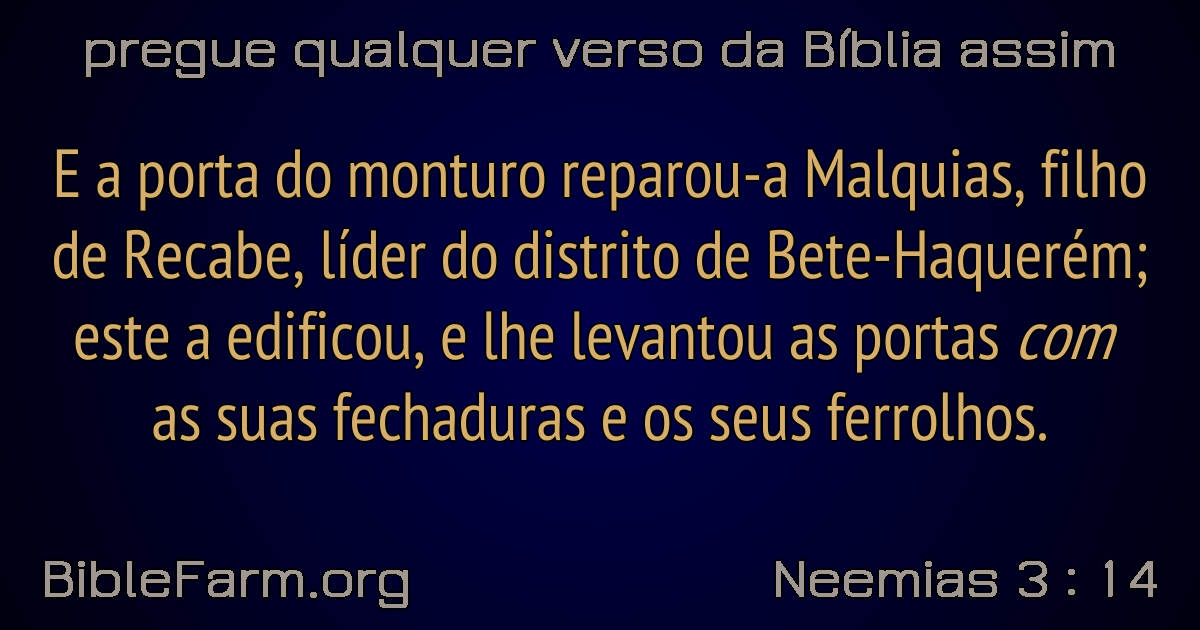 pregue qualquer verso da Bíblia assim
E a porta do monturo reparou-a Malquias, filho
de Recabe, líder do distrito de Bete-Haquerém;
este a edificou, e lhe levantou as portas com
as suas fechaduras e os seus ferrolhos.
BibleFarm.org
Neemias 3 : 14